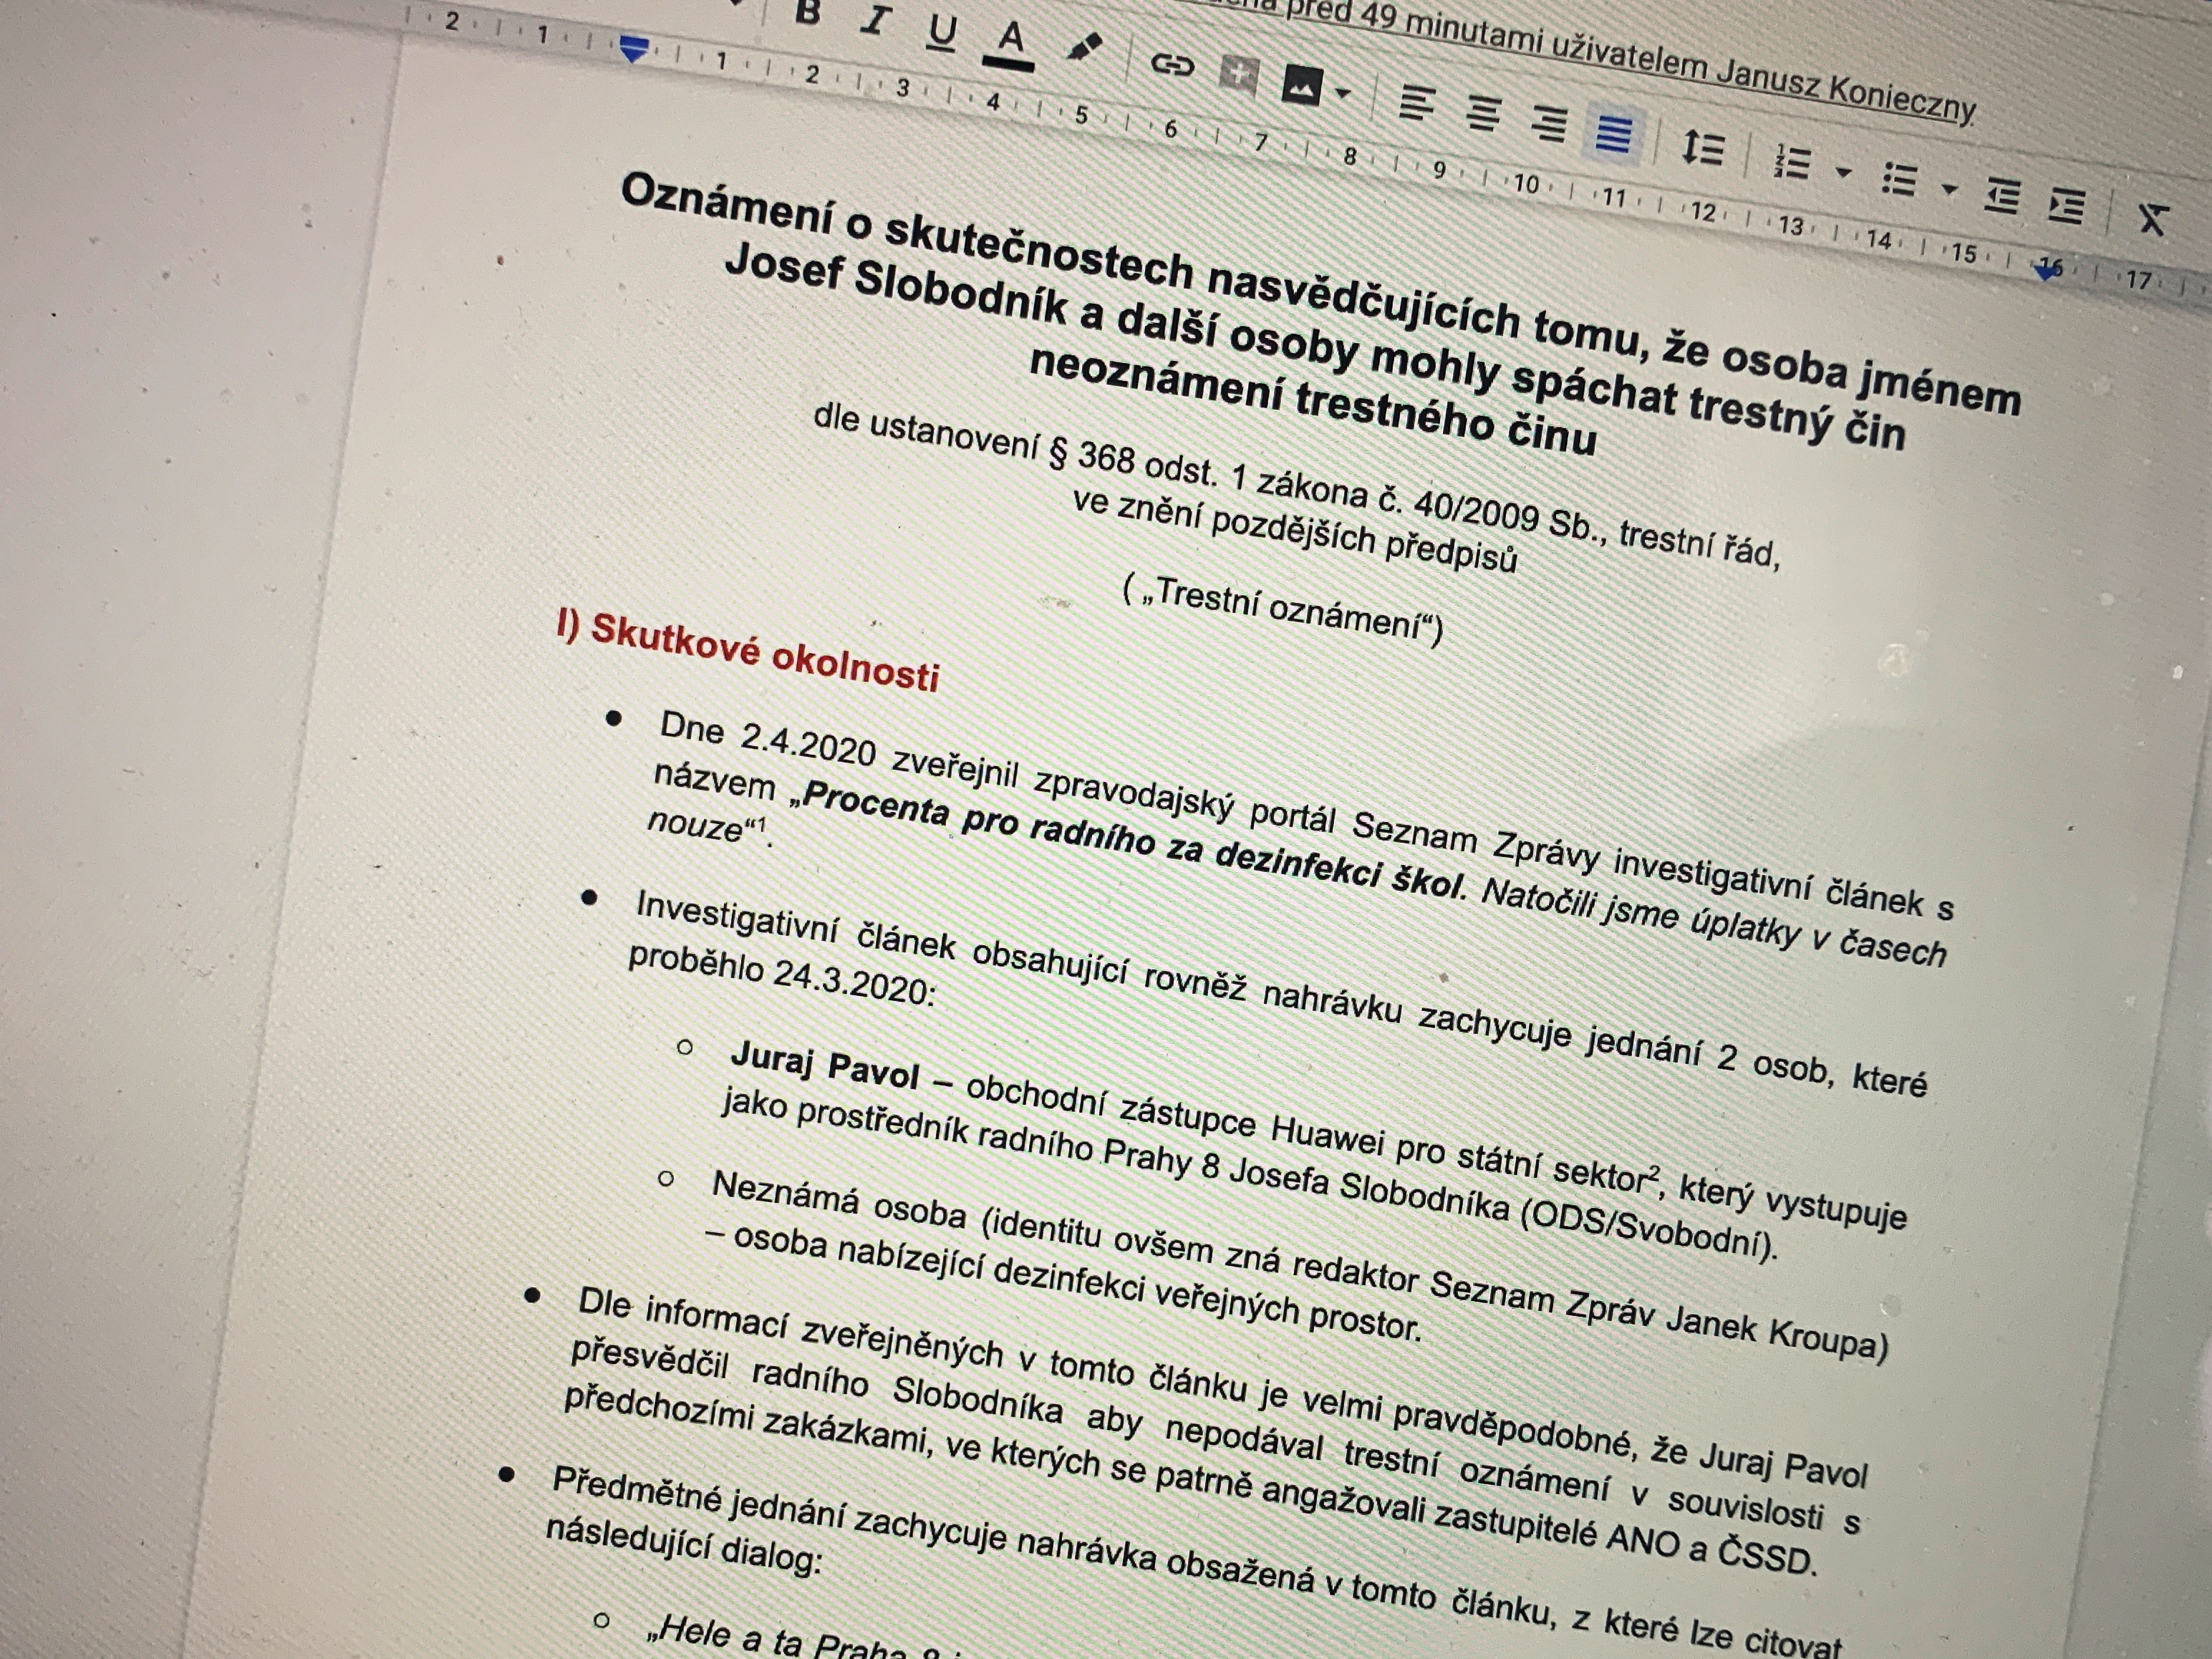 před 49 minutami uživatelem Janusz Konieczny
B I U A
2 1 1 2 3 4 5 6 7 8 9 10 11 12 13 14 15 16 17
Oznámení o skutečnostech nasvědčujících tomu, že osoba jménem
Josef Slobodník a další osoby mohly spáchat trestný čin
neoznámení trestného činu
dle ustanovení § 368 odst. 1 zákona č. 40/2009 Sb., trestní řád,
ve znění pozdějších předpisů
( „Trestní oznámení“)
I) Skutkové okolnosti
● Dne 2.4.2020 zveřejnil zpravodajský portál Seznam Zprávy investigativní článek s
názvem „Procenta pro radního za dezinfekci škol. Natočili jsme úplatky v časech
nouze“¹.
● Investigativní článek obsahující rovněž nahrávku zachycuje jednání 2 osob, které
proběhlo 24.3.2020:
○ Juraj Pavol – obchodní zástupce Huawei pro státní sektor², který vystupuje
jako prostředník radního Prahy 8 Josefa Slobodníka (ODS/Svobodní).
○ Neznámá osoba (identitu ovšem zná redaktor Seznam Zpráv Janek Kroupa)
– osoba nabízející dezinfekci veřejných prostor.
● Dle informací zveřejněných v tomto článku je velmi pravděpodobné, že Juraj Pavol
přesvědčil radního Slobodníka aby nepodával trestní oznámení v souvislosti s
předchozími zakázkami, ve kterých se patrně angažovali zastupitelé ANO a ČSSD.
● Předmětné jednání zachycuje nahrávka obsažená v tomto článku, z které lze citovat
následující dialog:
○ „Hele a ta Praha 8